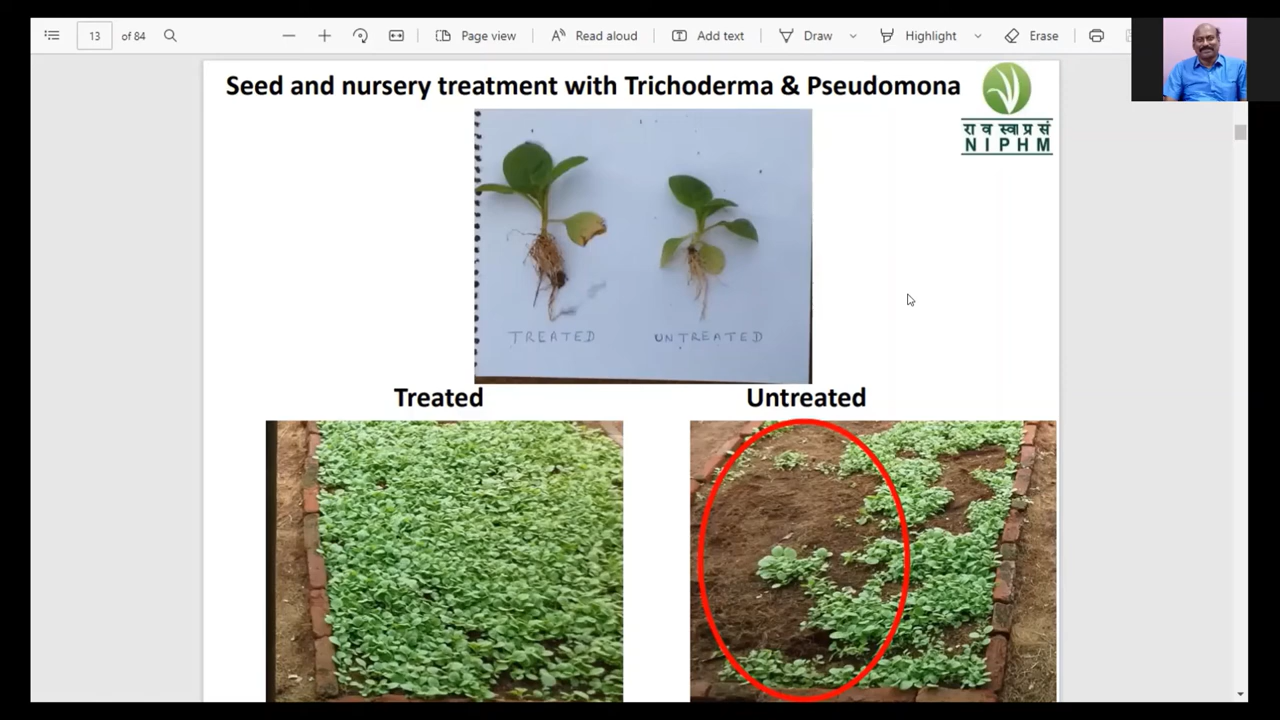 13 of 84
Page view
Read aloud
Add text
Draw
Highlight
Erase
Seed and nursery treatment with Trichoderma & Pseudomona
रा व स्वा प्र सं
NIPHM
TREATED UNTREATED
Treated Untreated